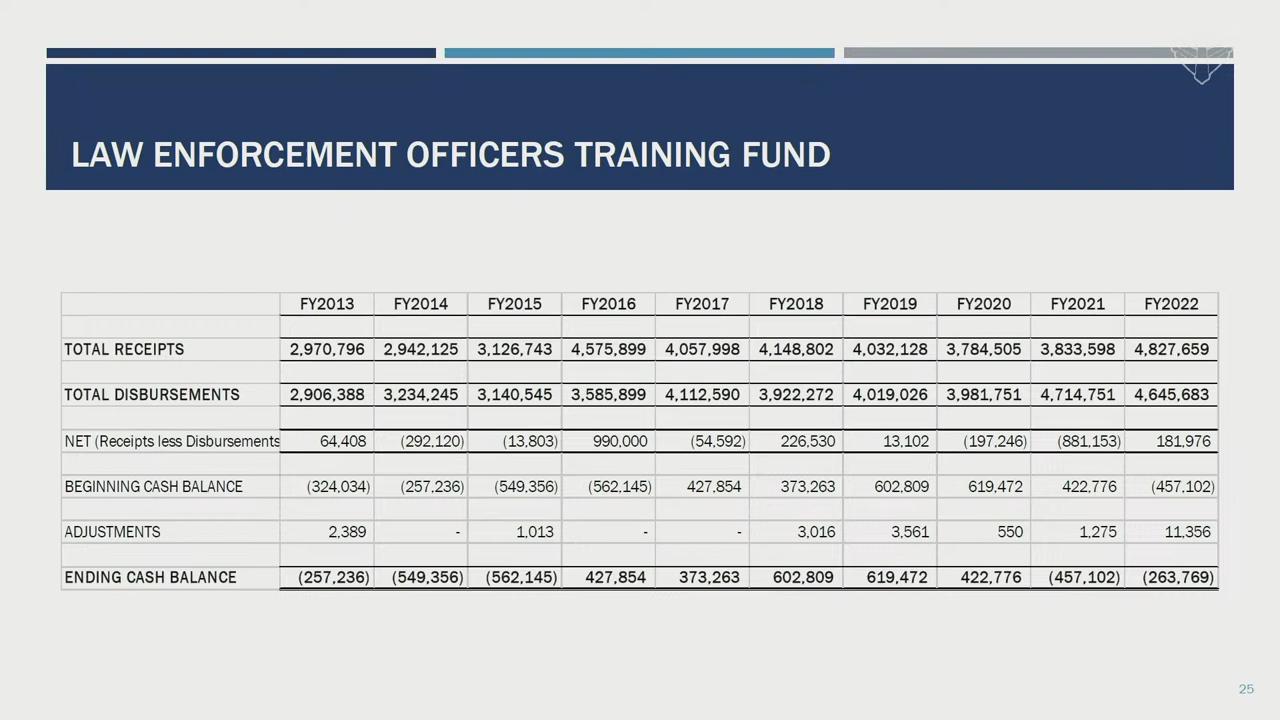 LAW ENFORCEMENT OFFICERS TRAINING FUND
FY2013 FY2014 FY2015 FY2016 FY2017 FY2018 FY2019 FY2020 FY2021 FY2022
TOTAL RECEIPTS 2,970,796 2,942,125 3,126,743 4,575,899 4,057,998 4,148,802 4,032,128 3,784,505 3,833,598 4,827,659
TOTAL DISBURSEMENTS 2,906,388 3,234,245 3,140,545 3,585,899 4,112,590 3,922,272 4,019,026 3,981,751 4,714,751 4,645,683
NET (Receipts less Disbursements 64,408 (292,120) (13,803) 990,000 (54,592) 226,530 13,102 (197,246) (881,153) 181,976
BEGINNING CASH BALANCE (324,034) (257,236) (549,356) (562,145) 427,854 373,263 602,809 619,472 422,776 (457,102)
ADJUSTMENTS 2,389 - 1,013 - - 3,016 3,561 550 1,275 11,356
ENDING CASH BALANCE (257,236) (549,356) (562,145) 427,854 373,263 602,809 619,472 422,776 (457,102) (263,769)
25